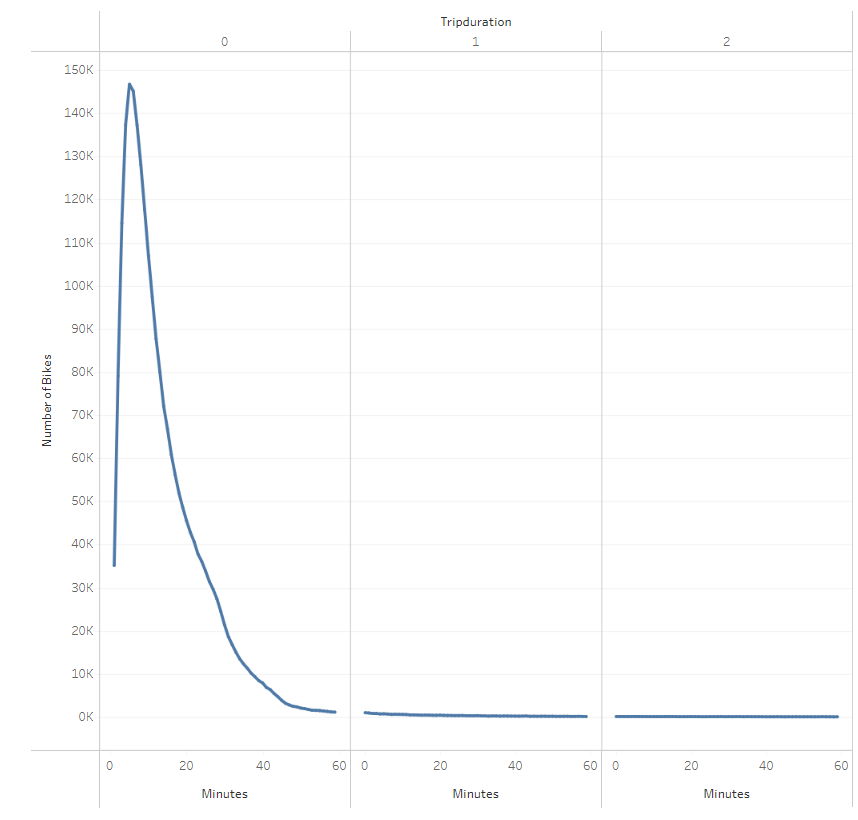 Tripduration
0 1 2
150K
140K
130K
120K
110K
100K
90K
80K
70K
60K
50K
40K
30K
20K
10K
0K
Number of Bikes
0 20 40 60 0 20 40 60 0 20 40 60
Minutes Minutes Minutes